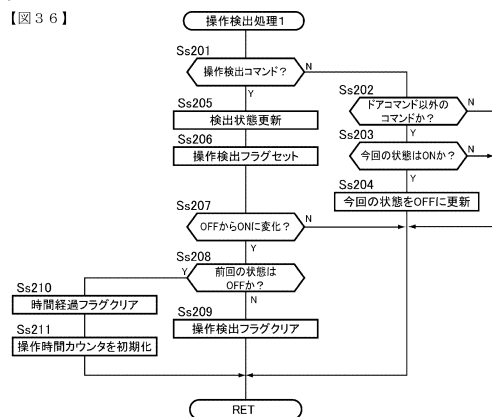 【図３６】
操作検出処理1
Ss201
操作検出コマンド？
N
Y
Ss202
ドアコマンド以外の
コマンドか？
N
Y
Ss205
検出状態更新
Ss203
今回の状態はONか？
N
Y
Ss206
操作検出フラグセット
Ss204
今回の状態をOFFに更新
Ss207
OFFからONに変化？
N
Y
Ss208
前回の状態は
OFFか？
Y
N
Ss210
時間経過フラグクリア
Ss209
操作検出フラグクリア
Ss211
操作時間カウンタを初期化
RET